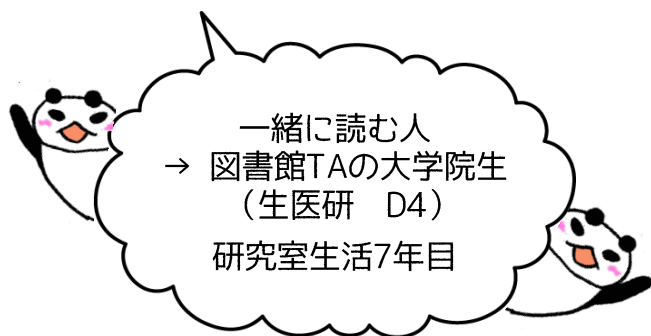 一緒に読む人
→ 図書館TAの大学院生
（生医研　D4）
研究室生活7年目